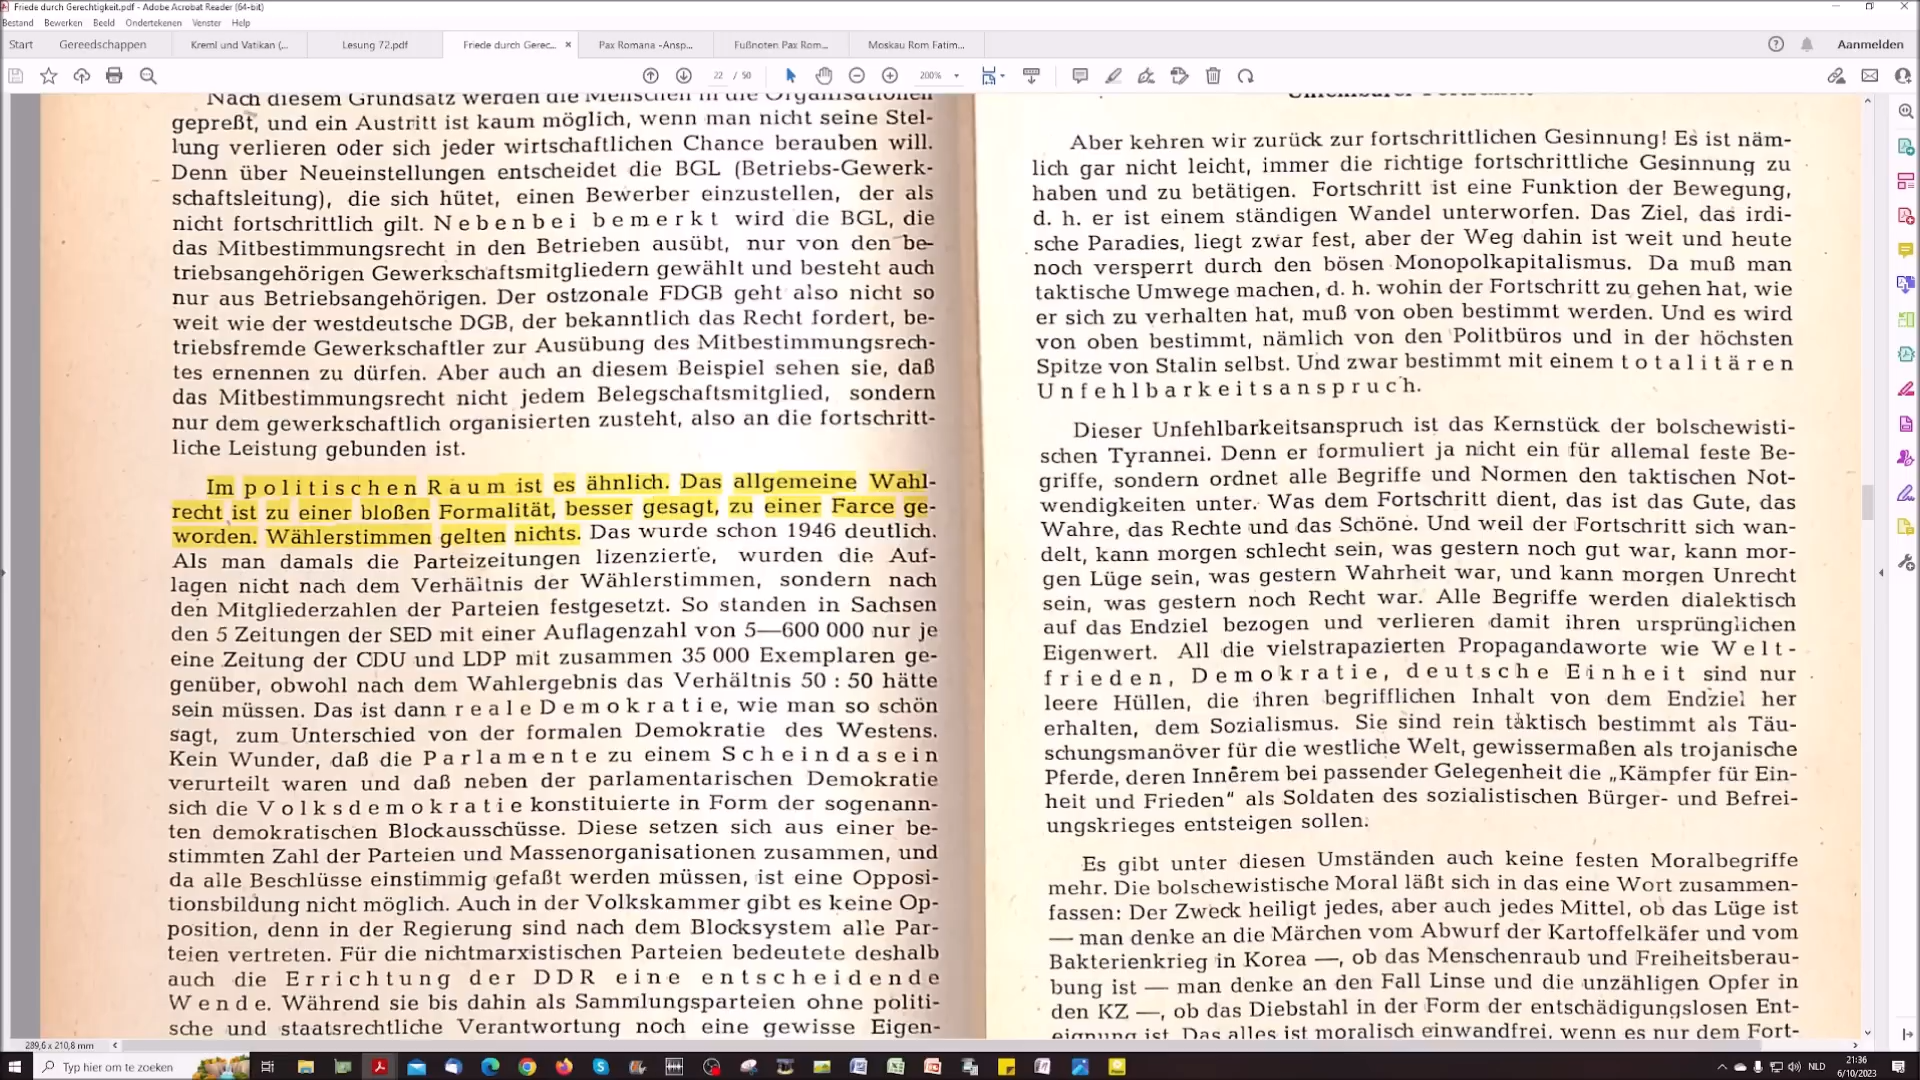 Friede durch Gerechtigkeit.pdf - Adobe Acrobat Reader (64-bit)
Bestand Bewerken Beeld Ondertekenen Venster Help
Start Gereedschappen Kreml und Vatikan (... Lesung 72.pdf Friede durch Gerec... × Pax Romana -Ansp... Fußnoten Pax Rom... Moskau Rom Fatim... Aanmelden
22 / 50 200%
Nach diesem Grundsatz werden die Menschen in die Organisationen
gepreßt, und ein Austritt ist kaum möglich, wenn man nicht seine Stel-
lung verlieren oder sich jeder wirtschaftlichen Chance berauben will.
Denn über Neueinstellungen entscheidet die BGL (Betriebs-Gewerk-
schaftsleitung), die sich hütet, einen Bewerber einzustellen, der als
nicht fortschrittlich gilt. Nebenbei bemerkt wird die BGL, die
das Mitbestimmungsrecht in den Betrieben ausübt, nur von den be-
triebsangehörigen Gewerkschaftsmitgliedern gewählt und besteht auch
nur aus Betriebsangehörigen. Der ostzonale FDGB geht also nicht so
weit wie der westdeutsche DGB, der bekanntlich das Recht fordert, be-
triebsfremde Gewerkschaftler zur Ausübung des Mitbestimmungsrech-
tes ernennen zu dürfen. Aber auch an diesem Beispiel sehen sie, daß
das Mitbestimmungsrecht nicht jedem Belegschaftsmitglied, sondern
nur dem gewerkschaftlich organisierten zusteht, also an die fortschritt-
liche Leistung gebunden ist.
Im politischen Raum ist es ähnlich. Das allgemeine Wahl-
recht ist zu einer bloßen Formalität, besser gesagt, zu einer Farce ge-
worden. Wählerstimmen gelten nichts. Das wurde schon 1946 deutlich.
Als man damals die Parteizeitungen lizenzierte, wurden die Auf-
lagen nicht nach dem Verhältnis der Wählerstimmen, sondern nach
den Mitgliederzahlen der Parteien festgesetzt. So standen in Sachsen
den 5 Zeitungen der SED mit einer Auflagenzahl von 5—600 000 nur je
eine Zeitung der CDU und LDP mit zusammen 35 000 Exemplaren ge-
genüber, obwohl nach dem Wahlergebnis das Verhältnis 50 : 50 hätte
sein müssen. Das ist dann reale Demokratie, wie man so schön
sagt, zum Unterschied von der formalen Demokratie des Westens.
Kein Wunder, daß die Parlamente zu einem Scheindasein
verurteilt waren und daß neben der parlamentarischen Demokratie
sich die Volksdemokratie konstituierte in Form der sogenann-
ten demokratischen Blockausschüsse. Diese setzen sich aus einer be-
stimmten Zahl der Parteien und Massenorganisationen zusammen, und
da alle Beschlüsse einstimmig gefaßt werden müssen, ist eine Opposi-
tionsbildung nicht möglich. Auch in der Volkskammer gibt es keine Op-
position, denn in der Regierung sind nach dem Blocksystem alle Par-
teien vertreten. Für die nichtmarxistischen Parteien bedeutete deshalb
auch die Errichtung der DDR eine entscheidende
Wende. Während sie bis dahin als Sammlungsparteien ohne politi-
sche und staatsrechtliche Verantwortung noch eine gewisse Eigen-
Aber kehren wir zurück zur fortschrittlichen Gesinnung! Es ist näm-
lich gar nicht leicht, immer die richtige fortschrittliche Gesinnung zu
haben und zu betätigen. Fortschritt ist eine Funktion der Bewegung,
d. h. er ist einem ständigen Wandel unterworfen. Das Ziel, das irdi-
sche Paradies, liegt zwar fest, aber der Weg dahin ist weit und heute
noch versperrt durch den bösen Monopolkapitalismus. Da muß man
taktische Umwege machen, d. h. wohin der Fortschritt zu gehen hat, wie
er sich zu verhalten hat, muß von oben bestimmt werden. Und es wird
von oben bestimmt, nämlich von den Politbüros und in der höchsten
Spitze von Stalin selbst. Und zwar bestimmt mit einem totalitären
Unfehlbarkeitsanspruch.
Dieser Unfehlbarkeitsanspruch ist das Kernstück der bolschewisti-
schen Tyrannei. Denn er formuliert ja nicht ein für allemal feste Be-
griffe, sondern ordnet alle Begriffe und Normen den taktischen Not-
wendigkeiten unter. Was dem Fortschritt dient, das ist das Gute, das
Wahre, das Rechte und das Schöne. Und weil der Fortschritt sich wan-
delt, kann morgen schlecht sein, was gestern noch gut war, kann mor-
gen Lüge sein, was gestern Wahrheit war, und kann morgen Unrecht
sein, was gestern noch Recht war. Alle Begriffe werden dialektisch
auf das Endziel bezogen und verlieren damit ihren ursprünglichen
Eigenwert. All die vielstrapazierten Propagandaworte wie Welt-
frieden, Demokratie, deutsche Einheit sind nur
leere Hüllen, die ihren begrifflichen Inhalt von dem Endziel her
erhalten, dem Sozialismus. Sie sind rein taktisch bestimmt als Täu-
schungsmanöver für die westliche Welt, gewissermaßen als trojanische
Pferde, deren Innerem bei passender Gelegenheit die „Kämpfer für Ein-
heit und Frieden“ als Soldaten des sozialistischen Bürger- und Befrei-
ungskrieges entsteigen sollen.
Es gibt unter diesen Umständen auch keine festen Moralbegriffe
mehr. Die bolschewistische Moral läßt sich in das eine Wort zusammen-
fassen: Der Zweck heiligt jedes, aber auch jedes Mittel, ob das Lüge ist
— man denke an die Märchen vom Abwurf der Kartoffelkäfer und vom
Bakterienkrieg in Korea —, ob das Menschenraub und Freiheitsberau-
bung ist — man denke an den Fall Linse und die unzähligen Opfer in
den KZ —, ob das Diebstahl in der Form der entschädigungslosen Ent-
eignung ist. Das alles ist moralisch einwandfrei, wenn es nur dem Fort-
289,6 x 210,8 mm
Typ hier om te zoeken
NLD
21:36
6/10/2023